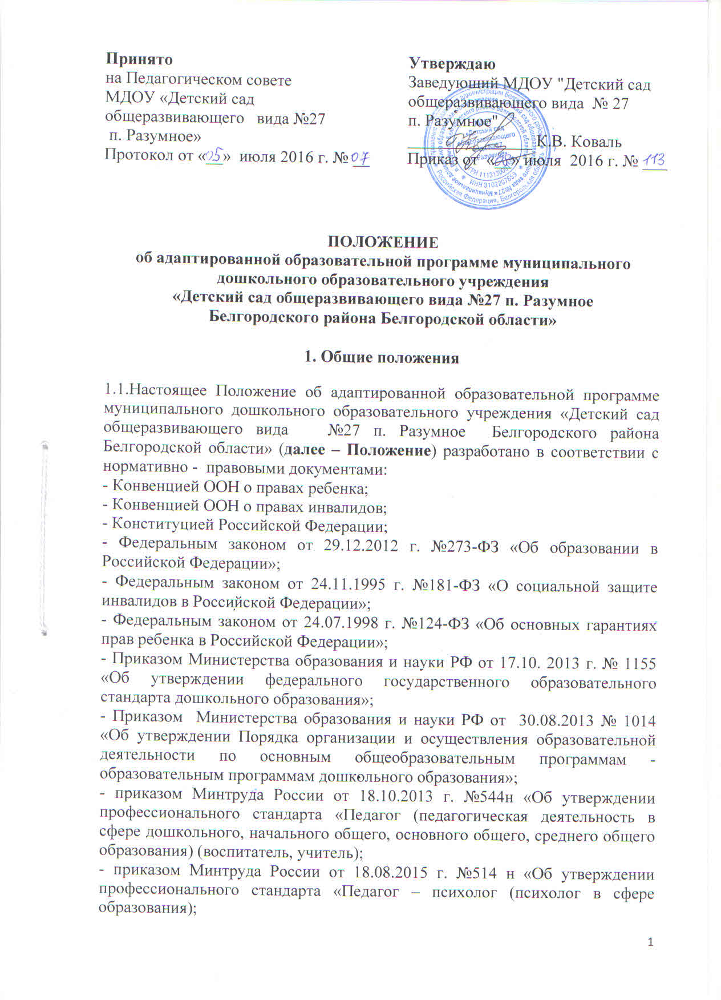 Принято
на Педагогическом совете
МДОУ «Детский сад
общеразвивающего вида №27
п. Разумное»
Протокол от «05» июля 2016 г. № 07
Утверждаю
Заведующий МДОУ "Детский сад
общеразвивающего вида № 27
п. Разумное"
К.В. Коваль
Приказ от «05» июля 2016 г. № 113
ИНН 3102207659
ПОЛОЖЕНИЕ
об адаптированной образовательной программе муниципального
дошкольного образовательного учреждения
«Детский сад общеразвивающего вида №27 п. Разумное
Белгородского района Белгородской области»
1. Общие положения
1.1.Настоящее Положение об адаптированной образовательной программе
муниципального дошкольного образовательного учреждения «Детский сад
общеразвивающего вида №27 п. Разумное Белгородского района
Белгородской области» (далее – Положение) разработано в соответствии с
нормативно - правовыми документами:
- Конвенцией ООН о правах ребенка;
- Конвенцией ООН о правах инвалидов;
- Конституцией Российской Федерации;
- Федеральным законом от 29.12.2012 г. №273-ФЗ «Об образовании в
Российской Федерации»;
- Федеральным законом от 24.11.1995 г. №181-ФЗ «О социальной защите
инвалидов в Российской Федерации»;
- Федеральным законом от 24.07.1998 г. №124-ФЗ «Об основных гарантиях
прав ребенка в Российской Федерации»;
- Приказом Министерства образования и науки РФ от 17.10. 2013 г. № 1155
«Об утверждении федерального государственного образовательного
стандарта дошкольного образования»;
- Приказом Министерства образования и науки РФ от 30.08.2013 № 1014
«Об утверждении Порядка организации и осуществления образовательной
деятельности по основным общеобразовательным программам -
образовательным программам дошкольного образования»;
- приказом Минтруда России от 18.10.2013 г. №544н «Об утверждении
профессионального стандарта «Педагог (педагогическая деятельность в
сфере дошкольного, начального общего, основного общего, среднего общего
образования) (воспитатель, учитель);
- приказом Минтруда России от 18.08.2015 г. №514 н «Об утверждении
профессионального стандарта «Педагог – психолог (психолог в сфере
образования);
1